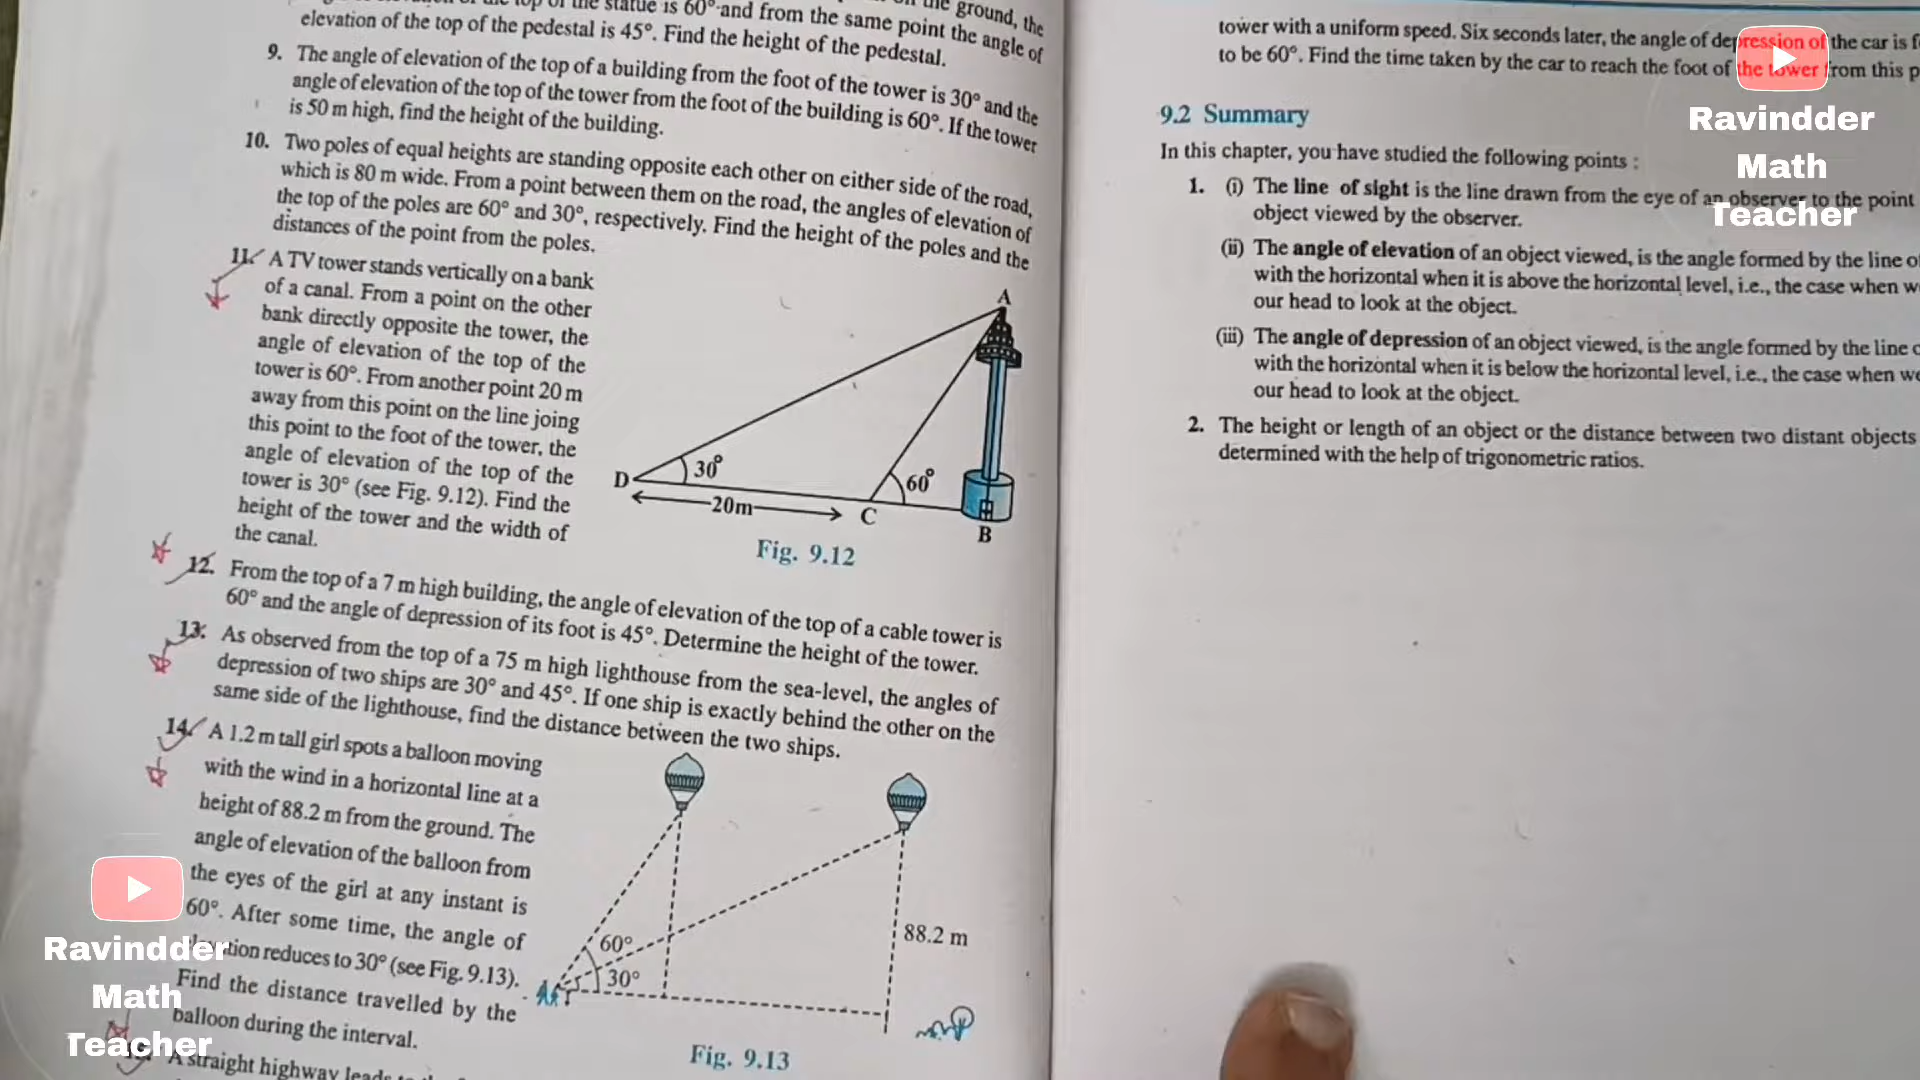 the top of the statue is 60° and from the same point the angle of
the ground, the
elevation of the top of the pedestal is 45°. Find the height of the pedestal.
9. The angle of elevation of the top of a building from the foot of the tower is 30° and the
angle of elevation of the top of the tower from the foot of the building is 60°. If the tower
is 50 m high, find the height of the building.
10. Two poles of equal heights are standing opposite each other on either side of the road,
which is 80 m wide. From a point between them on the road, the angles of elevation of
the top of the poles are 60° and 30°, respectively. Find the height of the poles and the
distances of the point from the poles.
11. A TV tower stands vertically on a bank
of a canal. From a point on the other
bank directly opposite the tower, the
angle of elevation of the top of the
tower is 60°. From another point 20 m
away from this point on the line joing
this point to the foot of the tower, the
angle of elevation of the top of the
tower is 30° (see Fig. 9.12). Find the
height of the tower and the width of
the canal.
A
D
30°
60°
20m
C
B
Fig. 9.12
12. From the top of a 7 m high building, the angle of elevation of the top of a cable tower is
60° and the angle of depression of its foot is 45°. Determine the height of the tower.
13. As observed from the top of a 75 m high lighthouse from the sea-level, the angles of
depression of two ships are 30° and 45°. If one ship is exactly behind the other on the
same side of the lighthouse, find the distance between the two ships.
14. A 1.2 m tall girl spots a balloon moving
with the wind in a horizontal line at a
height of 88.2 m from the ground. The
angle of elevation of the balloon from
the eyes of the girl at any instant is
60°. After some time, the angle of
reduces to 30° (see Fig. 9.13).
Find the distance travelled by the
balloon during the interval.
60°
30°
88.2 m
Fig. 9.13
A straight highway leads
tower with a uniform speed. Six seconds later, the angle of depression of the car is
to be 60°. Find the time taken by the car to reach the foot of the tower from this
9.2 Summary
In this chapter, you have studied the following points :
1. (i) The line of sight is the line drawn from the eye of an observer to the point
object viewed by the observer.
(ii) The angle of elevation of an object viewed, is the angle formed by the line
with the horizontal when it is above the horizontal level, i.e., the case when
our head to look at the object.
(iii) The angle of depression of an object viewed, is the angle formed by the line
with the horizontal when it is below the horizontal level, i.e., the case when
our head to look at the object.
2. The height or length of an object or the distance between two distant objects
determined with the help of trigonometric ratios.
Ravindder
Math
Teacher
Ravindder
Math
Teacher